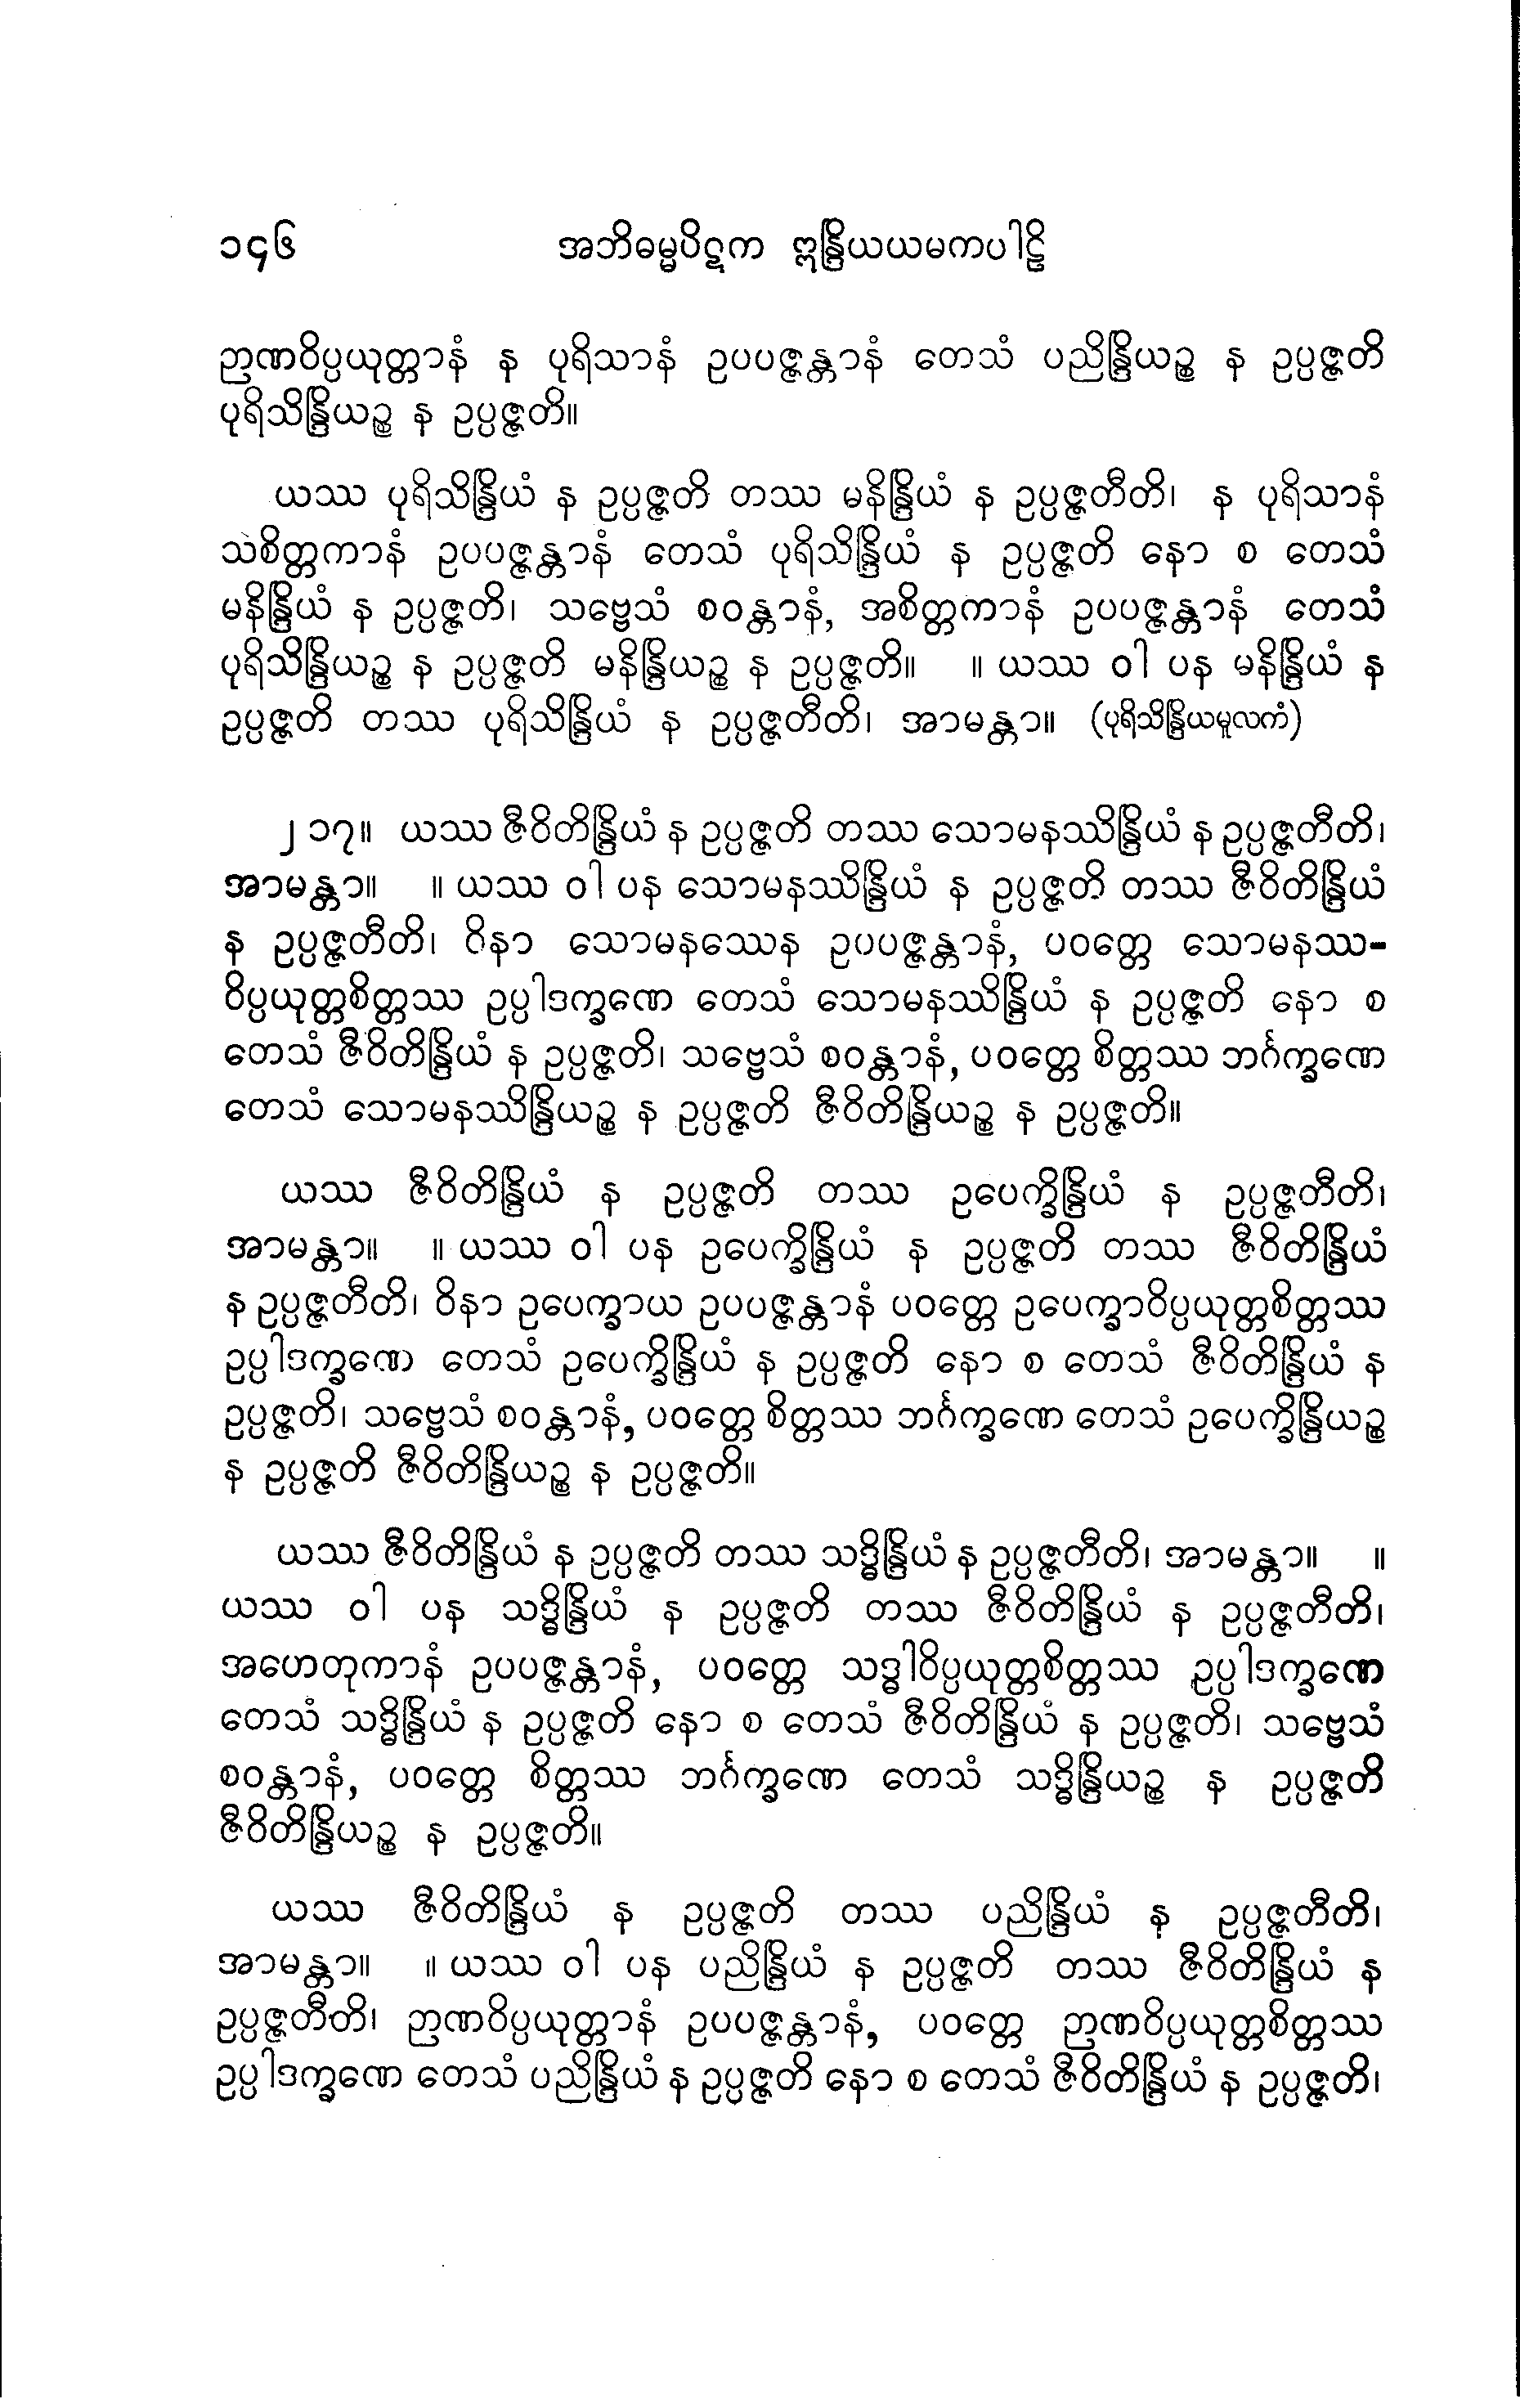 ၁၄၆ အဘိဓမ္မပိဋက ဣန္ဒြိယယမကပါဠိ
ဉာဏဝိပ္ပယုတ္တာနံ န ပုရိသာနံ ဥပပဇ္ဇန္တာနံ တေသံ ပညိန္ဒြိယဉ္စ န ဥပ္ပဇ္ဇတိ
ပုရိသိန္ဒြိယဉ္စ န ဥပ္ပဇ္ဇတိ။
ယဿ ပုရိသိန္ဒြိယံ န ဥပ္ပဇ္ဇတိ တဿ မနိန္ဒြိယံ န ဥပ္ပဇ္ဇတီတိ၊ န ပုရိသာနံ
သစိတ္တကာနံ ဥပပဇ္ဇန္တာနံ တေသံ ပုရိသိန္ဒြိယံ န ဥပ္ပဇ္ဇတိ နော စ တေသံ
မနိန္ဒြိယံ န ဥပ္ပဇ္ဇတိ၊ သဗ္ဗေသံ စဝန္တာနံ, အစိတ္တကာနံ ဥပပဇ္ဇန္တာနံ တေသံ
ပုရိသိန္ဒြိယဉ္စ န ဥပ္ပဇ္ဇတိ မနိန္ဒြိယဉ္စ န ဥပ္ပဇ္ဇတိ။ ။ ယဿ ဝါ ပန မနိန္ဒြိယံ န
ဥပ္ပဇ္ဇတိ တဿ ပုရိသိန္ဒြိယံ န ဥပ္ပဇ္ဇတီတိ၊ အာမန္တာ။ (ပုရိသိန္ဒြိယမူလကံ)
၂၁၇။ ယဿ ဇီဝိတိန္ဒြိယံ န ဥပ္ပဇ္ဇတိ တဿ သောမနဿိန္ဒြိယံ န ဥပ္ပဇ္ဇတီတိ၊
အာမန္တာ။ ။ ယဿ ဝါ ပန သောမနဿိန္ဒြိယံ န ဥပ္ပဇ္ဇတိ တဿ ဇီဝိတိန္ဒြိယံ
န ဥပ္ပဇ္ဇတီတိ၊ ဝိနာ သောမနဿေန ဥပပဇ္ဇန္တာနံ, ပဝတ္တေ သောမနဿ-
ဝိပ္ပယုတ္တစိတ္တဿ ဥပ္ပါဒက္ခဏေ တေသံ သောမနဿိန္ဒြိယံ န ဥပ္ပဇ္ဇတိ နော စ
တေသံ ဇီဝိတိန္ဒြိယံ န ဥပ္ပဇ္ဇတိ၊ သဗ္ဗေသံ စဝန္တာနံ, ပဝတ္တေ စိတ္တဿ ဘင်္ဂက္ခဏေ
တေသံ သောမနဿိန္ဒြိယဉ္စ န ဥပ္ပဇ္ဇတိ ဇီဝိတိန္ဒြိယဉ္စ န ဥပ္ပဇ္ဇတိ။
ယဿ ဇီဝိတိန္ဒြိယံ န ဥပ္ပဇ္ဇတိ တဿ ဥပေက္ခိန္ဒြိယံ န ဥပ္ပဇ္ဇတီတိ၊
အာမန္တာ။ ။ ယဿ ဝါ ပန ဥပေက္ခိန္ဒြိယံ န ဥပ္ပဇ္ဇတိ တဿ ဇီဝိတိန္ဒြိယံ
န ဥပ္ပဇ္ဇတီတိ၊ ဝိနာ ဥပေက္ခာယ ဥပပဇ္ဇန္တာနံ ပဝတ္တေ ဥပေက္ခာဝိပ္ပယုတ္တစိတ္တဿ
ဥပ္ပါဒက္ခဏေ တေသံ ဥပေက္ခိန္ဒြိယံ န ဥပ္ပဇ္ဇတိ နော စ တေသံ ဇီဝိတိန္ဒြိယံ န
ဥပ္ပဇ္ဇတိ၊ သဗ္ဗေသံ စဝန္တာနံ, ပဝတ္တေ စိတ္တဿ ဘင်္ဂက္ခဏေ တေသံ ဥပေက္ခိန္ဒြိယဉ္စ
န ဥပ္ပဇ္ဇတိ ဇီဝိတိန္ဒြိယဉ္စ န ဥပ္ပဇ္ဇတိ။
ယဿ ဇီဝိတိန္ဒြိယံ န ဥပ္ပဇ္ဇတိ တဿ သဒ္ဓိန္ဒြိယံ န ဥပ္ပဇ္ဇတီတိ၊ အာမန္တာ။ ။
ယဿ ဝါ ပန သဒ္ဓိန္ဒြိယံ န ဥပ္ပဇ္ဇတိ တဿ ဇီဝိတိန္ဒြိယံ န ဥပ္ပဇ္ဇတီတိ၊
အဟေတုကာနံ ဥပပဇ္ဇန္တာနံ, ပဝတ္တေ သဒ္ဓါဝိပ္ပယုတ္တစိတ္တဿ ဥပ္ပါဒက္ခဏေ
တေသံ သဒ္ဓိန္ဒြိယံ န ဥပ္ပဇ္ဇတိ နော စ တေသံ ဇီဝိတိန္ဒြိယံ န ဥပ္ပဇ္ဇတိ၊ သဗ္ဗေသံ
စဝန္တာနံ, ပဝတ္တေ စိတ္တဿ ဘင်္ဂက္ခဏေ တေသံ သဒ္ဓိန္ဒြိယဉ္စ န ဥပ္ပဇ္ဇတိ
ဇီဝိတိန္ဒြိယဉ္စ န ဥပ္ပဇ္ဇတိ။
ယဿ ဇီဝိတိန္ဒြိယံ န ဥပ္ပဇ္ဇတိ တဿ ပညိန္ဒြိယံ န ဥပ္ပဇ္ဇတီတိ၊
အာမန္တာ။ ။ ယဿ ဝါ ပန ပညိန္ဒြိယံ န ဥပ္ပဇ္ဇတိ တဿ ဇီဝိတိန္ဒြိယံ န
ဥပ္ပဇ္ဇတီတိ၊ ဉာဏဝိပ္ပယုတ္တာနံ ဥပပဇ္ဇန္တာနံ, ပဝတ္တေ ဉာဏဝိပ္ပယုတ္တစိတ္တဿ
ဥပ္ပါဒက္ခဏေ တေသံ ပညိန္ဒြိယံ န ဥပ္ပဇ္ဇတိ နော စ တေသံ ဇီဝိတိန္ဒြိယံ န ဥပ္ပဇ္ဇတိ၊